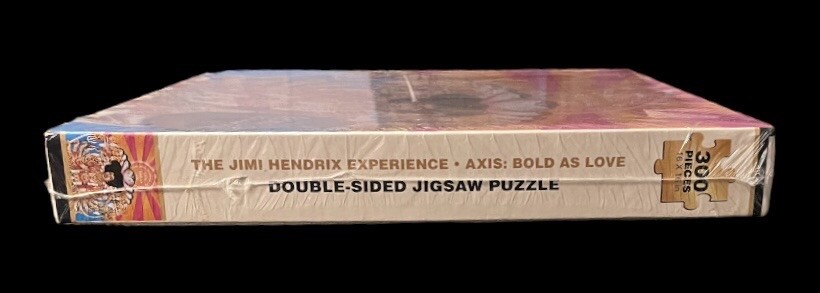 THE JIMI HENDRIX EXPERIENCE • AXIS: BOLD AS LOVE
DOUBLE-SIDED JIGSAW PUZZLE
300
PIECES